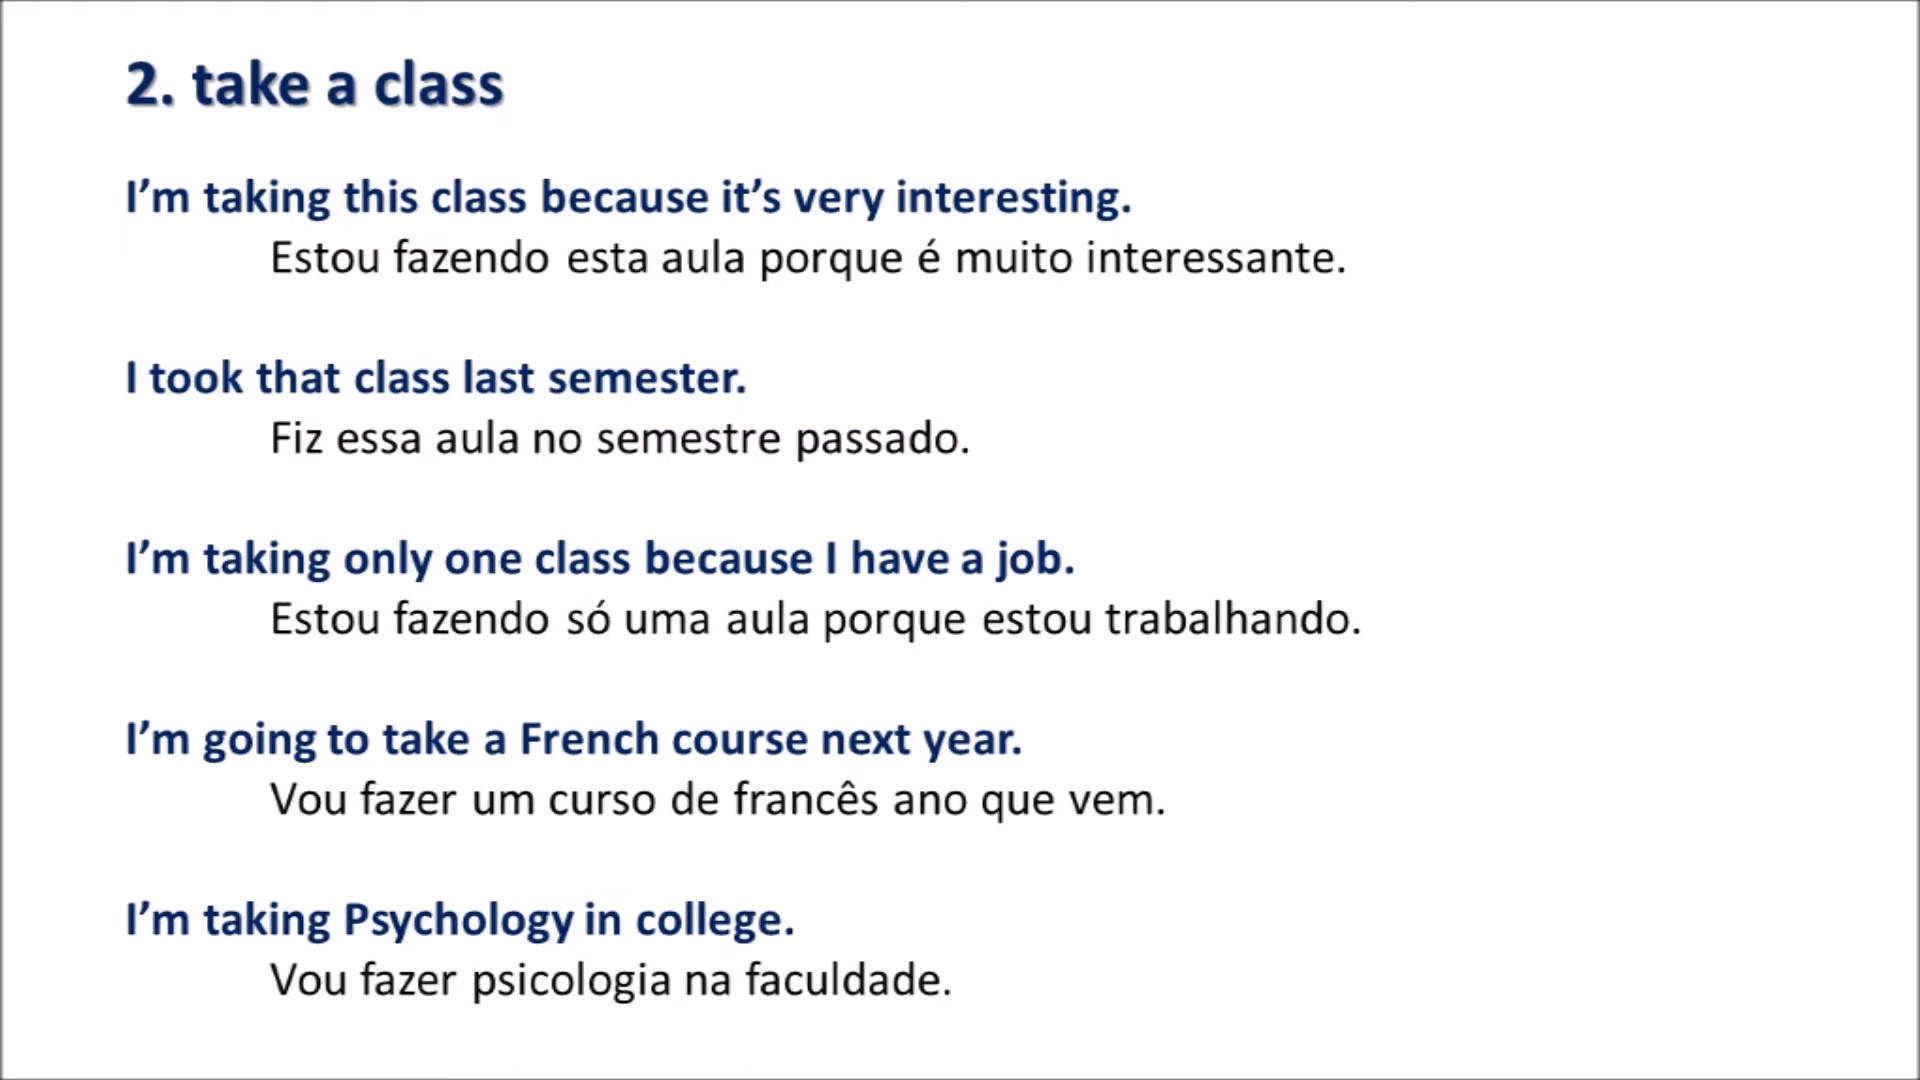 2. take a class
I’m taking this class because it’s very interesting.
Estou fazendo esta aula porque é muito interessante.
I took that class last semester.
Fiz essa aula no semestre passado.
I’m taking only one class because I have a job.
Estou fazendo só uma aula porque estou trabalhando.
I’m going to take a French course next year.
Vou fazer um curso de francês ano que vem.
I’m taking Psychology in college.
Vou fazer psicologia na faculdade.